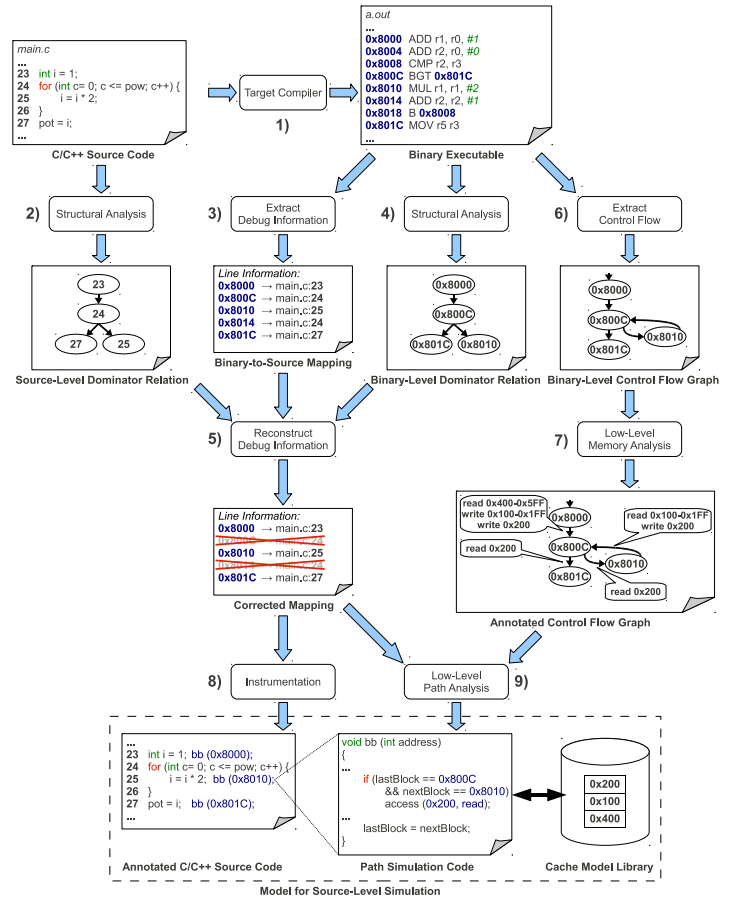 main.c
...
23 int i = 1;
24 for (int c= 0; c <= pow; c++) {
25 i = i * 2;
26 }
27 pot = i;
...
C/C++ Source Code
Target Compiler
1)
a.out
...
0x8000 ADD r1, r0, #1
0x8004 ADD r2, r0, #0
0x8008 CMP r2, r3
0x800C BGT 0x801C
0x8010 MUL r1, r1, #2
0x8014 ADD r2, r2, #1
0x8018 B 0x8008
0x801C MOV r5 r3
...
Binary Executable
2)
Structural Analysis
3)
Extract
Debug Information
4)
Structural Analysis
6)
Extract
Control Flow
23
24
27 25
Source-Level Dominator Relation
Line Information:
0x8000 → main.c:23
0x800C → main.c:24
0x8010 → main.c:25
0x8014 → main.c:24
0x801C → main.c:27
Binary-to-Source Mapping
0x8000
0x800C
0x801C 0x8010
Binary-Level Dominator Relation
0x8000
0x800C
0x8010
0x801C
Binary-Level Control Flow Graph
5)
Reconstruct
Debug Information
7)
Low-Level
Memory Analysis
Line Information:
0x8000 → main.c:23
0x800C → main.c:24
0x8010 → main.c:25
0x8014 → main.c:24
0x801C → main.c:27
Corrected Mapping
read 0x400-0x5FF
write 0x100-0x1FF
write 0x200
0x8000
read 0x100-0x1FF
write 0x200
0x800C
read 0x200
0x8010
0x801C
read 0x200
Annotated Control Flow Graph
8)
Instrumentation
Low-Level
Path Analysis
9)
...
23 int i = 1; bb (0x8000);
24 for (int c= 0; c <= pow; c++) {
25 i = i * 2; bb (0x8010);
26 }
27 pot = i; bb (0x801C);
...
Annotated C/C++ Source Code
void bb (int address)
{
...
if (lastBlock == 0x800C
&& nextBlock == 0x8010)
access (0x200, read);
...
lastBlock = nextBlock;
}
Path Simulation Code
0x200
0x100
0x400
Cache Model Library
Model for Source-Level Simulation